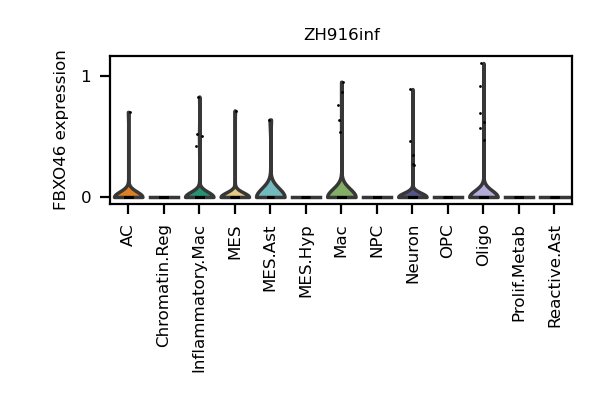 ZH916inf
FBXO46 expression
1
0
AC
Chromatin.Reg
Inflammatory.Mac
MES
MES.Ast
MES.Hyp
Mac
NPC
Neuron
OPC
Oligo
Prolif.Metab
Reactive.Ast